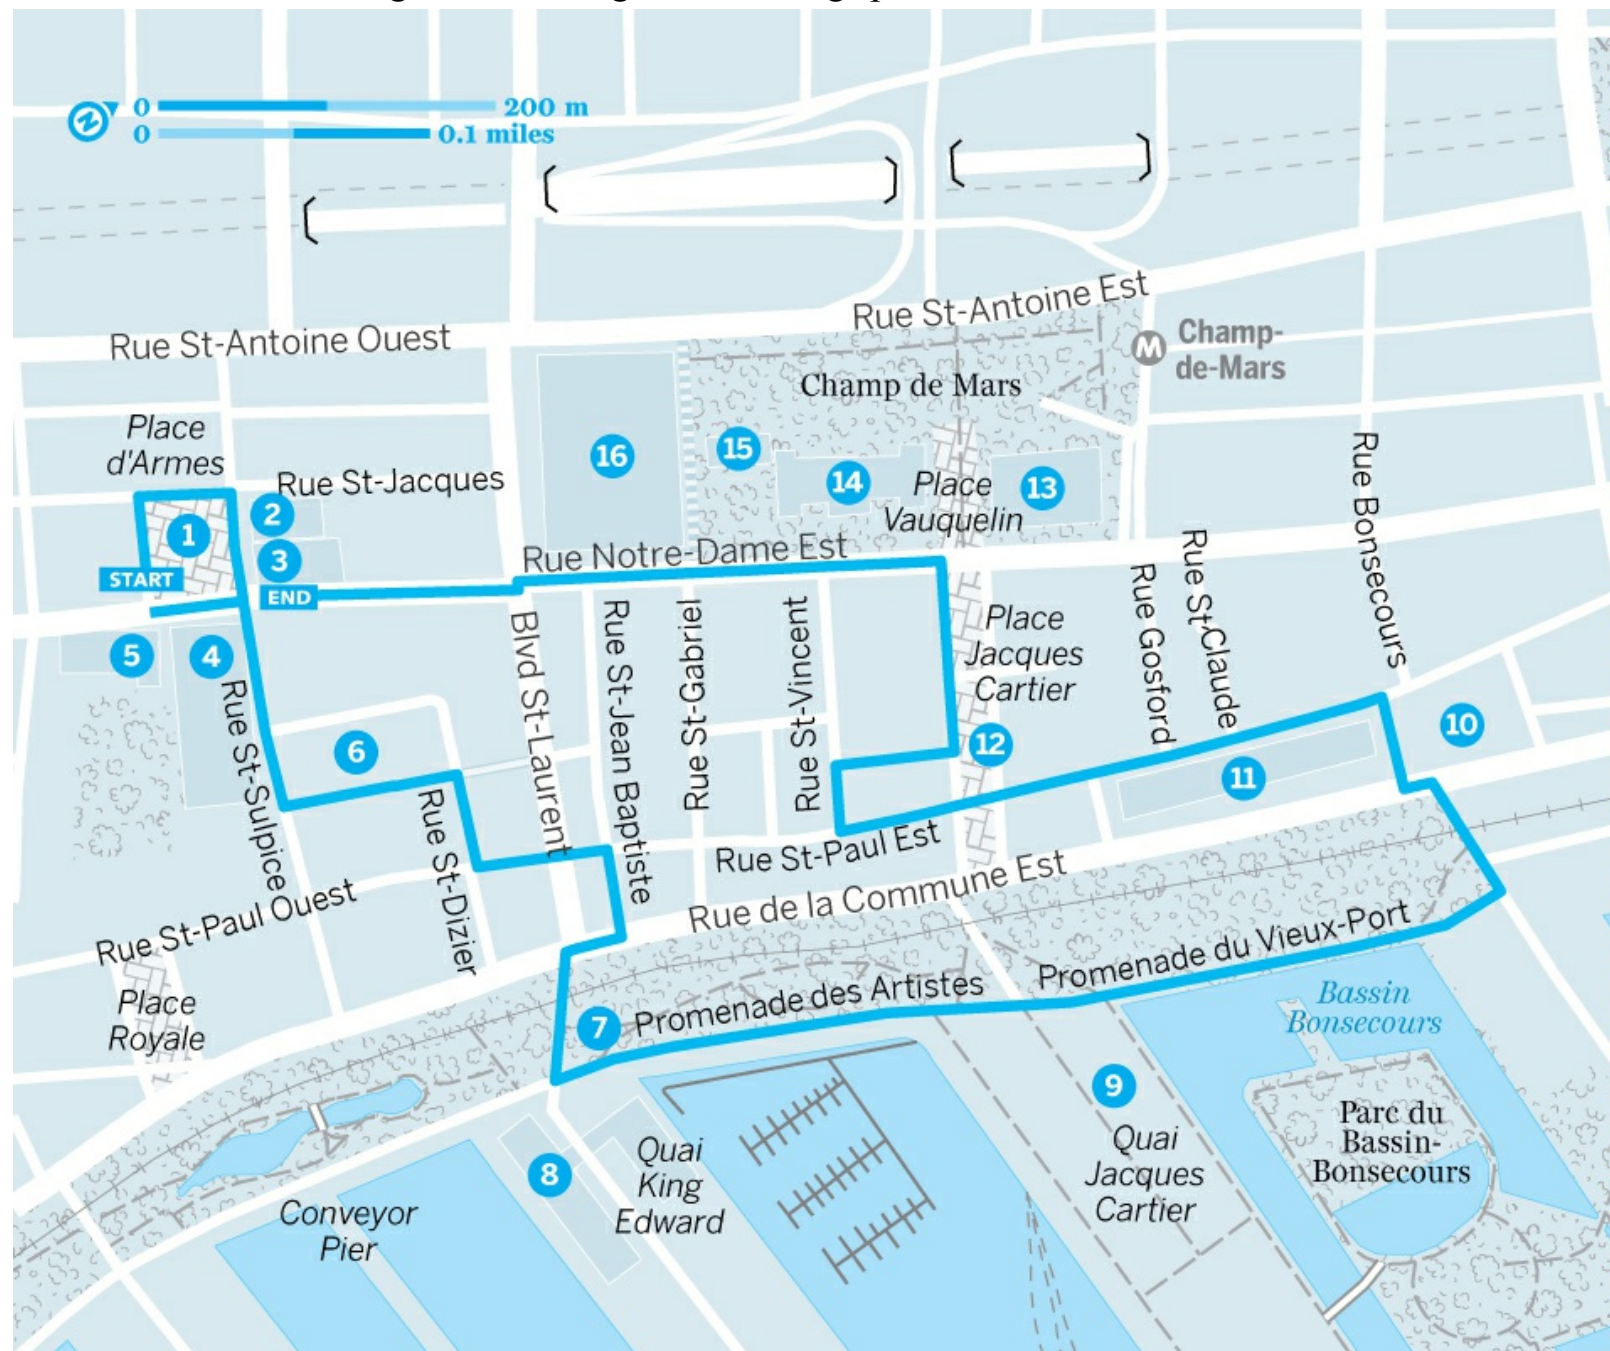 N
0
200 m
0
0.1 miles
Rue St-Antoine Ouest
Rue St-Antoine Est
M
Champ-
de-Mars
Champ de Mars
Place
d'Armes
Rue St-Jacques
16
15
14
Place
Vauquelin
13
Rue Bonsecours
1
2
3
START
END
Rue Notre-Dame Est
5
4
Rue St-Sulpice
6
Blvd St-Laurent
Rue St-Jean Baptiste
Rue St-Gabriel
Rue St-Vincent
Place
Jacques
Cartier
Rue Gosford
Rue St-Claude
12
11
10
Rue St-Dizier
Rue St-Paul Est
Rue St-Paul Ouest
Rue de la Commune Est
Place
Royale
7
Promenade des Artistes
Promenade du Vieux-Port
Bassin
Bonsecours
8
Quai
King
Edward
9
Quai
Jacques
Cartier
Parc du
Bassin-
Bonsecours
Conveyor
Pier